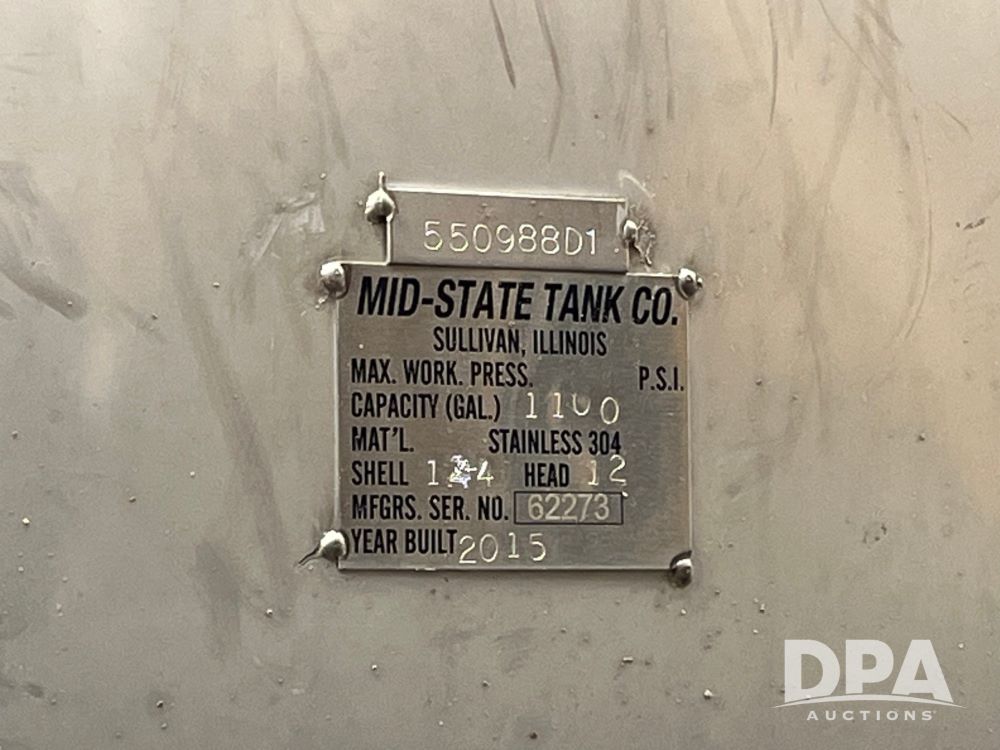 550988D1
MID-STATE TANK CO.
SULLIVAN, ILLINOIS
MAX. WORK. PRESS. P.S.I.
CAPACITY (GAL.) 1100
MAT'L. STAINLESS 304
SHELL HEAD 12
MFGRS. SER. NO. 62273
YEAR BUILT 2015
DPA
AUCTIONS